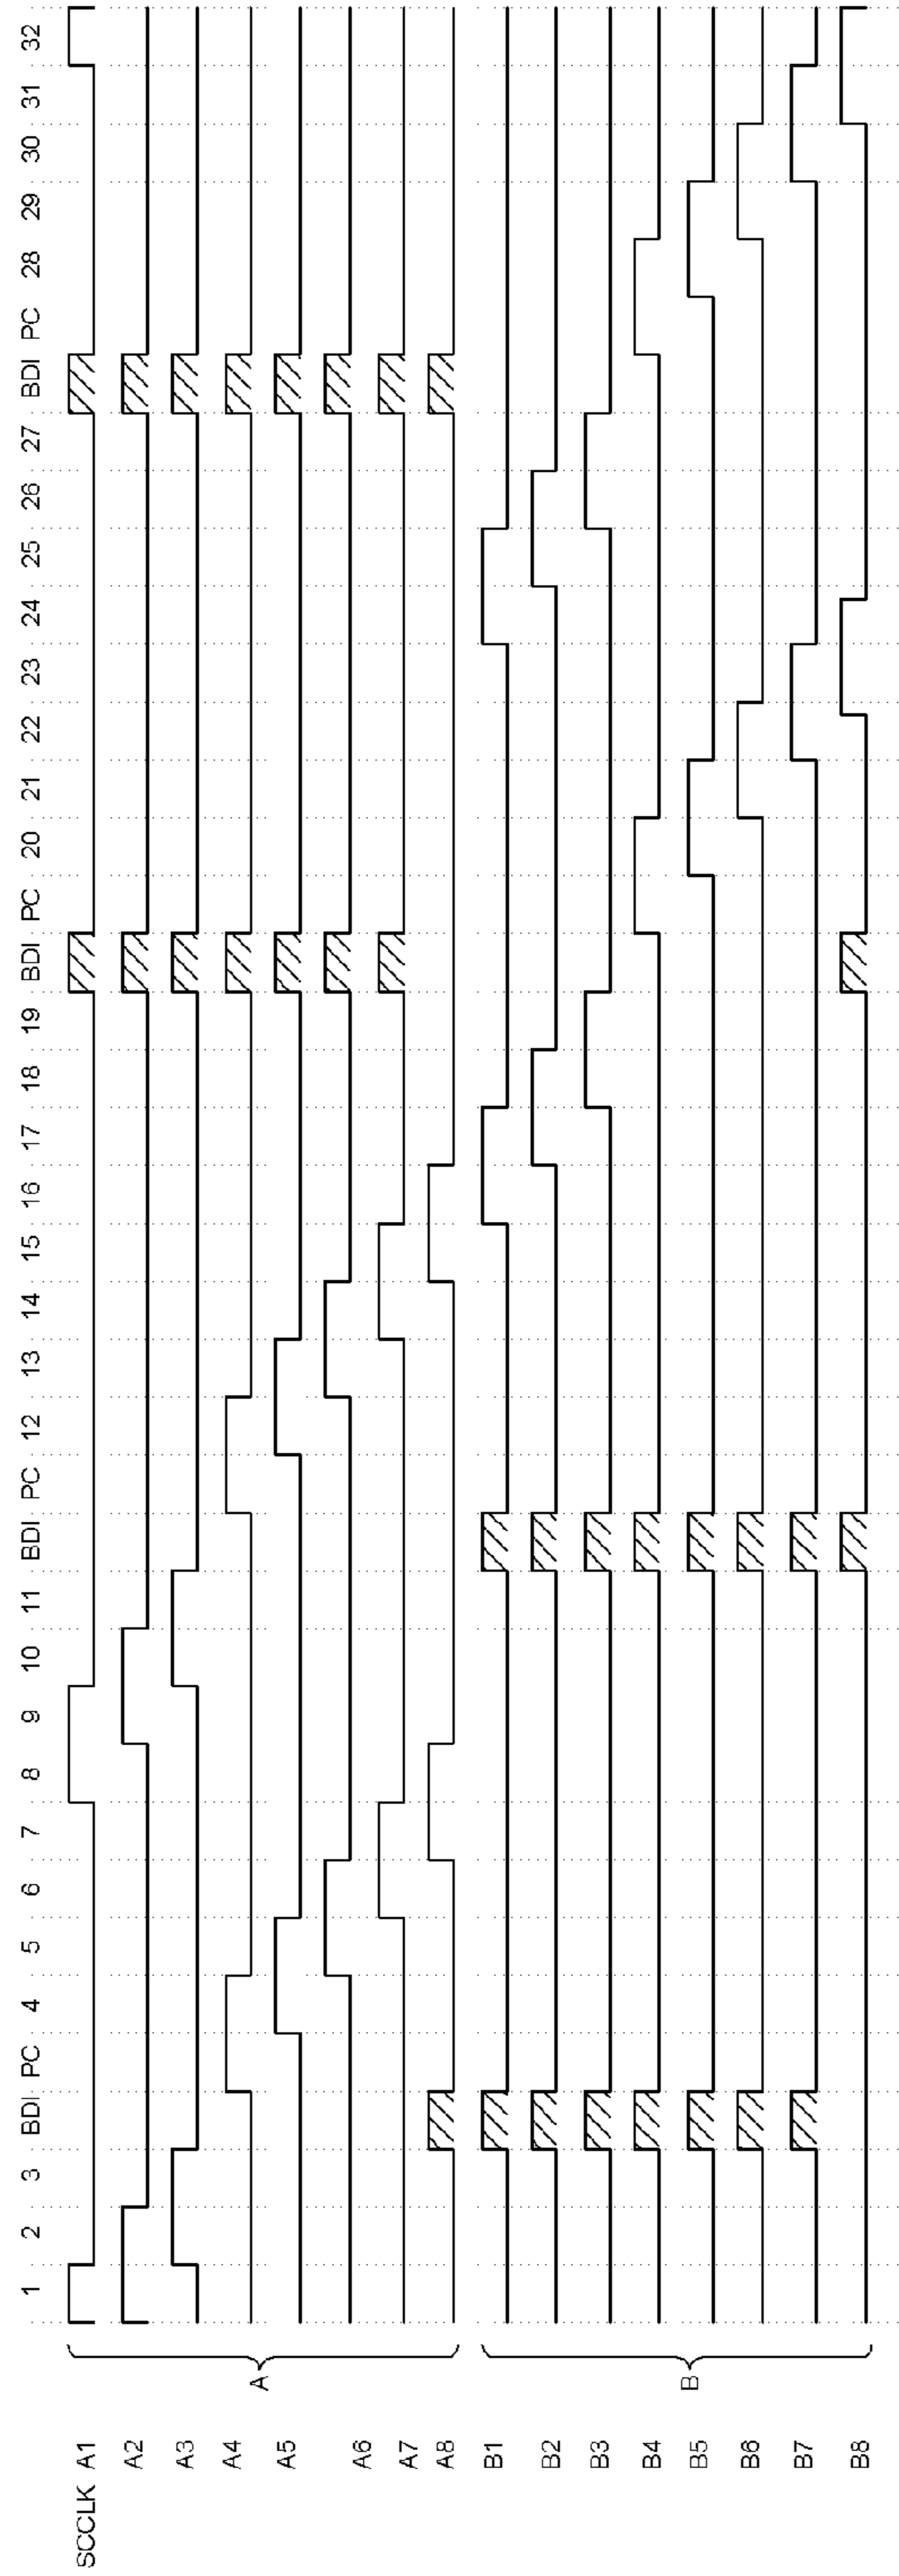 1 2 3 BDI PC 4 5 6 7 8 9 10 11 BDI PC 12 13 14 15 16 17 18 19 BDI PC 20 21 22 23 24 25 26 27 BDI PC 28 29 30 31 32
SCCLK A1
A2
A3
A4
A5
A6
A7
A8
A
B1
B2
B3
B4
B5
B6
B7
B8
B